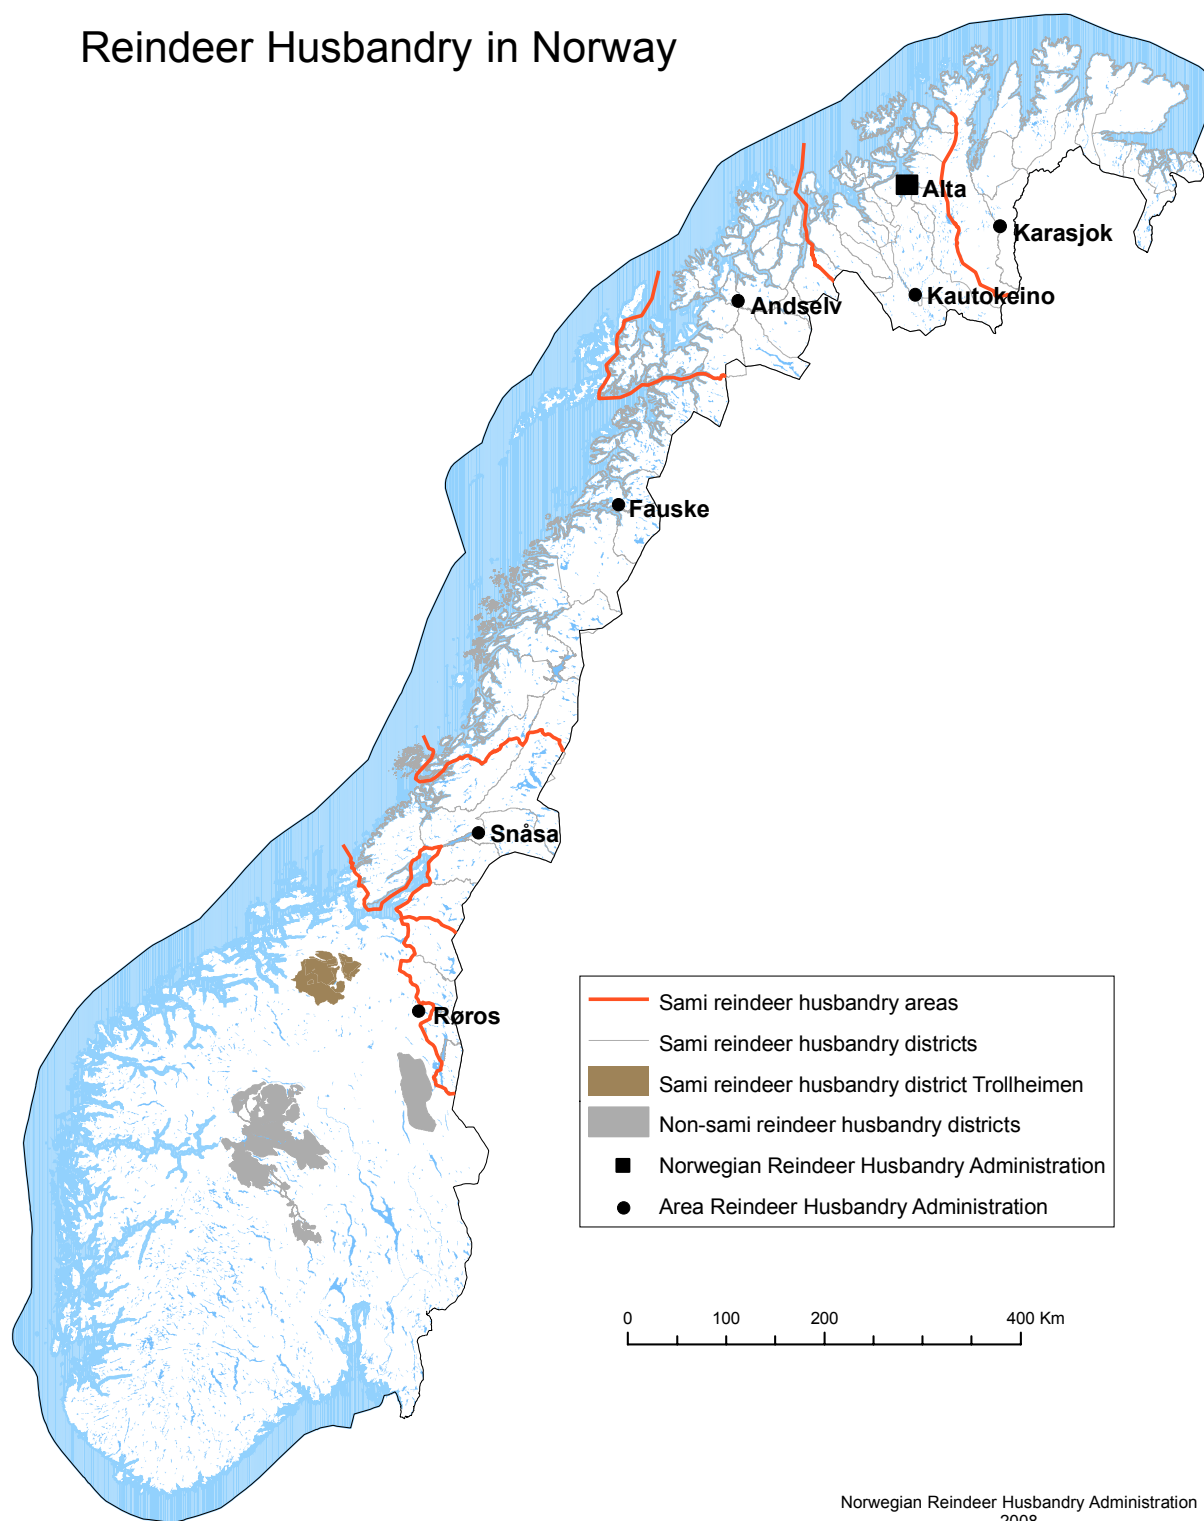 Reindeer Husbandry in Norway
Alta
Karasjok
Kautokeino
Andselv
Fauske
Snåsa
Røros
Sami reindeer husbandry areas
Sami reindeer husbandry districts
Sami reindeer husbandry district Trollheimen
Non-sami reindeer husbandry districts
Norwegian Reindeer Husbandry Administration
Area Reindeer Husbandry Administration
0 100 200 400 Km
Norwegian Reindeer Husbandry Administration
2008